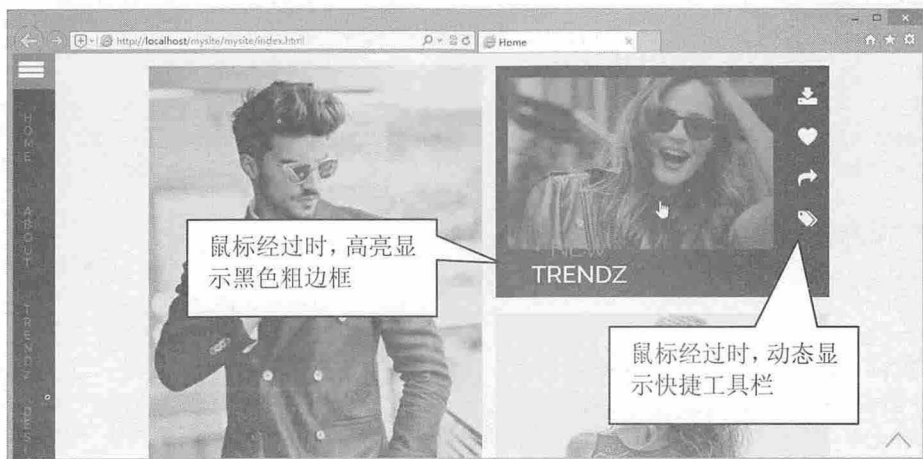 http://localhost/mysite/mysite/index.html
Home
HOME
ABOUT
TRENDZ
DESI
NEW
TRENDZ
鼠标经过时，高亮显
示黑色粗边框
鼠标经过时，动态显
示快捷工具栏